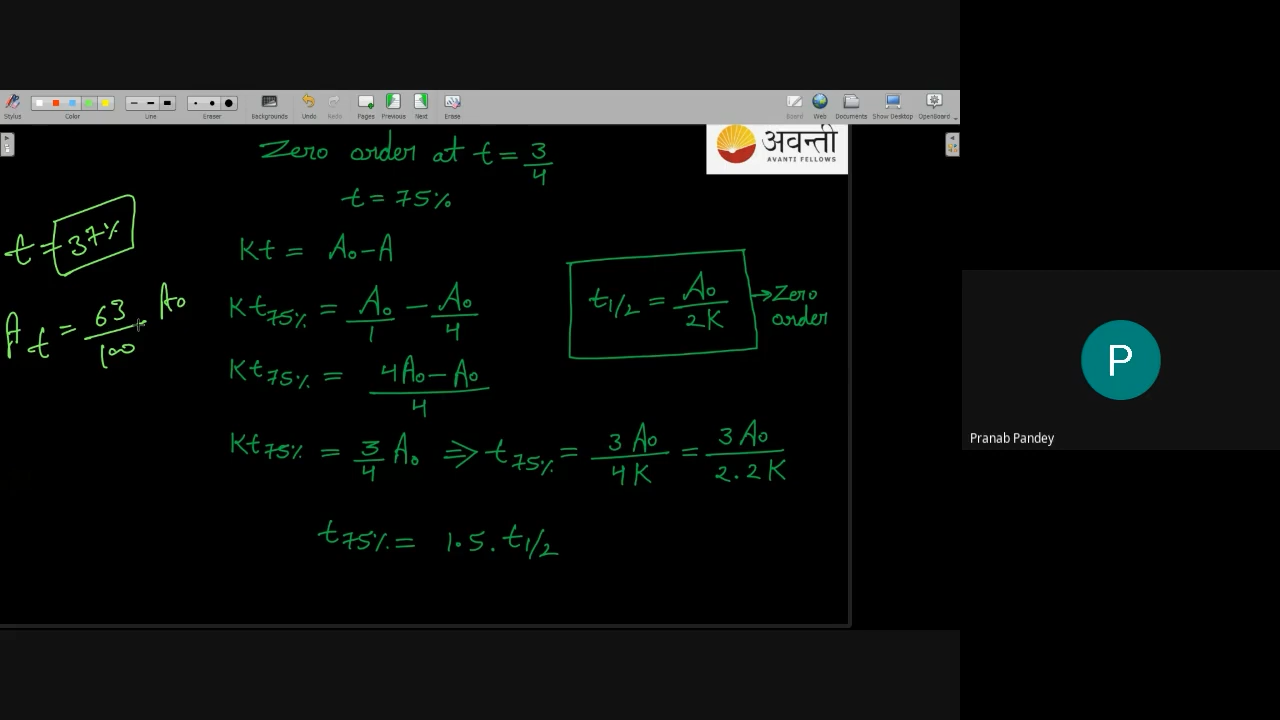 Stylus Color Line Eraser Backgrounds Undo Redo Pages Previous Next Erase Board Web Documents Show Desktop OpenBoard
अवन्ती
AVANTI FELLOWS
Zero order at t = 3/4
t = 75%
t = 37%
Kt = A₀ - A
A_t = 63/100 A₀
Kt₇₅% = A₀/1 - A₀/4
t₁/₂ = A₀/2K → Zero order
Kt₇₅% = 4A₀ - A₀/4
Kt₇₅% = 3/4 A₀ ⇒ t₇₅% = 3A₀/4K = 3A₀/2.2K
t₇₅% = 1.5. t₁/₂
P
Pranab Pandey